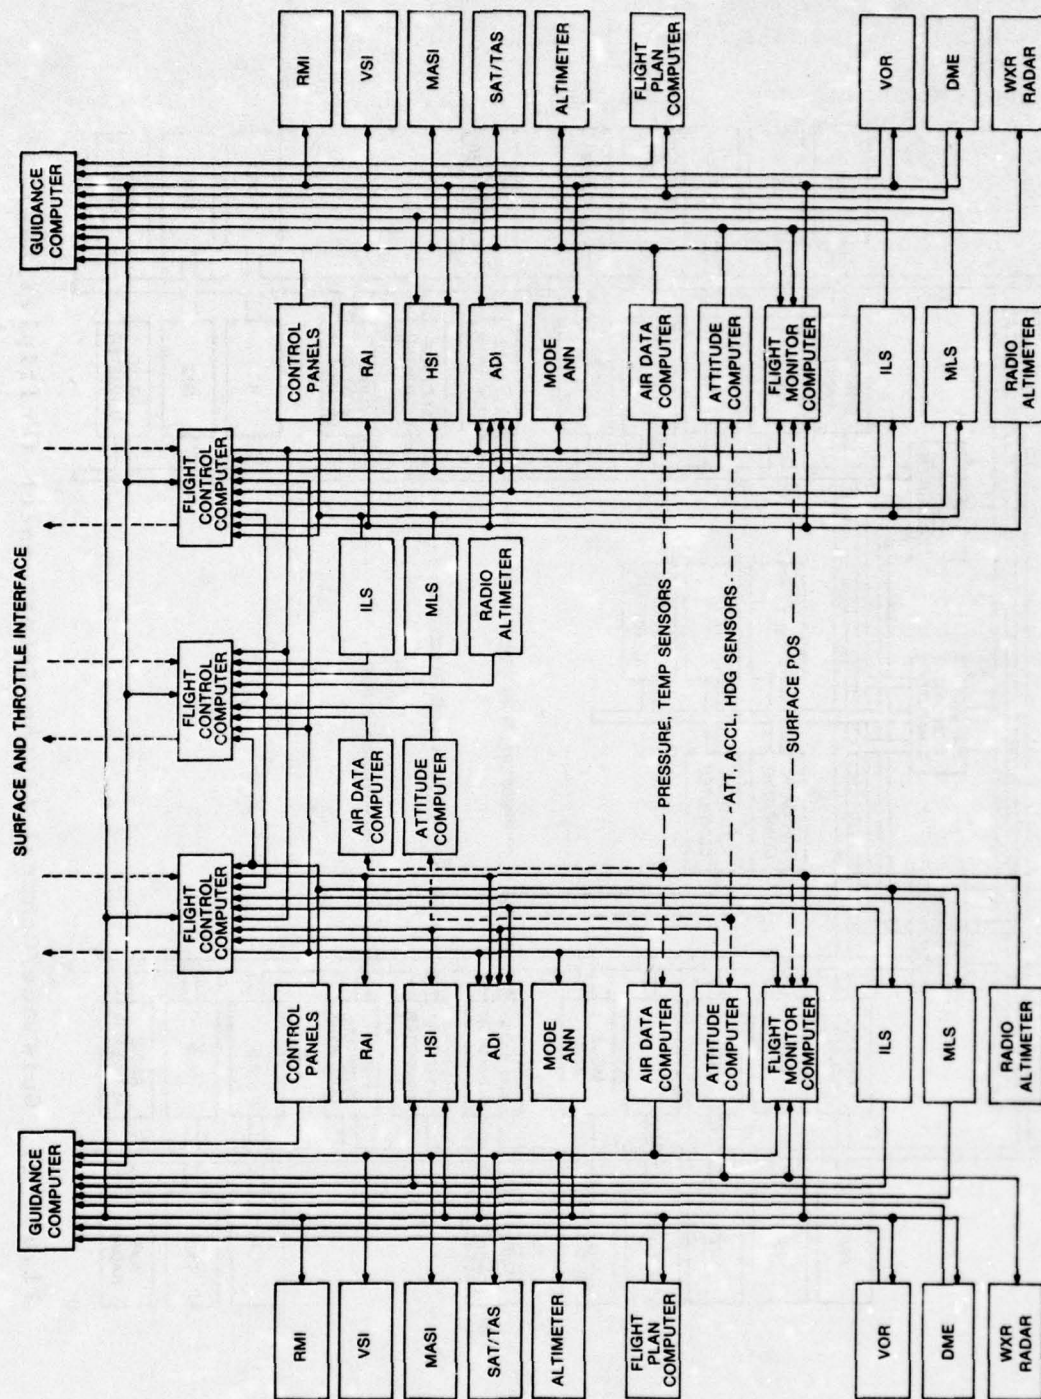 SURFACE AND THROTTLE INTERFACE
GUIDANCE
COMPUTER
FLIGHT
CONTROL
COMPUTER
FLIGHT
CONTROL
COMPUTER
FLIGHT
CONTROL
COMPUTER
GUIDANCE
COMPUTER
RMI
VSI
MASI
SAT/TAS
ALTIMETER
FLIGHT
PLAN
COMPUTER
VOR
DME
WXR
RADAR
CONTROL
PANELS
RAI
HSI
ADI
MODE
ANN
AIR DATA
COMPUTER
ATTITUDE
COMPUTER
FLIGHT
MONITOR
COMPUTER
ILS
MLS
RADIO
ALTIMETER
AIR DATA
COMPUTER
ATTITUDE
COMPUTER
ILS
MLS
RADIO
ALTIMETER
PRESSURE, TEMP SENSORS
ATT, ACCL, HDG SENSORS
SURFACE POS
CONTROL
PANELS
RAI
HSI
ADI
MODE
ANN
AIR DATA
COMPUTER
ATTITUDE
COMPUTER
FLIGHT
MONITOR
COMPUTER
ILS
MLS
RADIO
ALTIMETER
RMI
VSI
MASI
SAT/TAS
ALTIMETER
FLIGHT
PLAN
COMPUTER
VOR
DME
WXR
RADAR